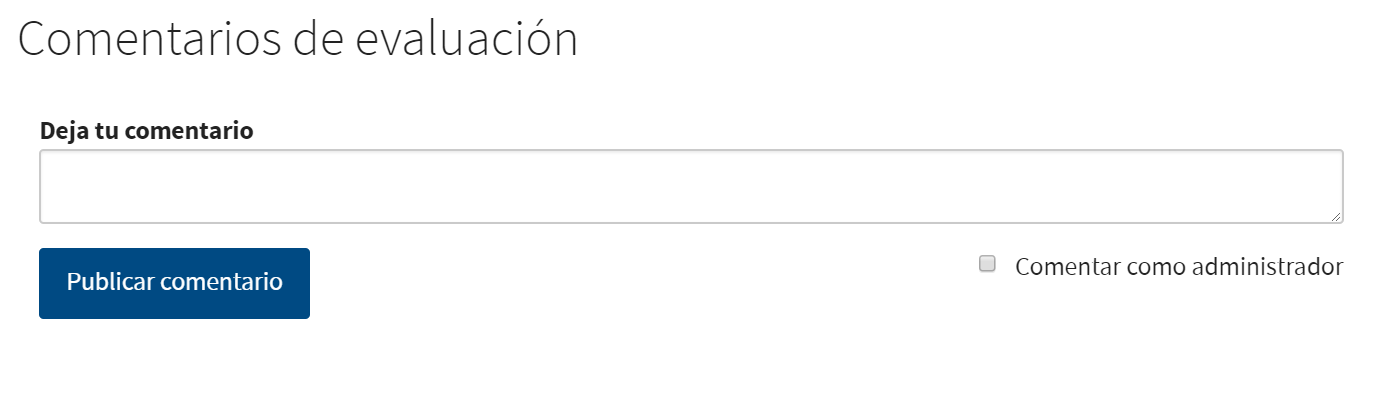 Comentarios de evaluación
Deja tu comentario
Publicar comentario
Comentar como administrador